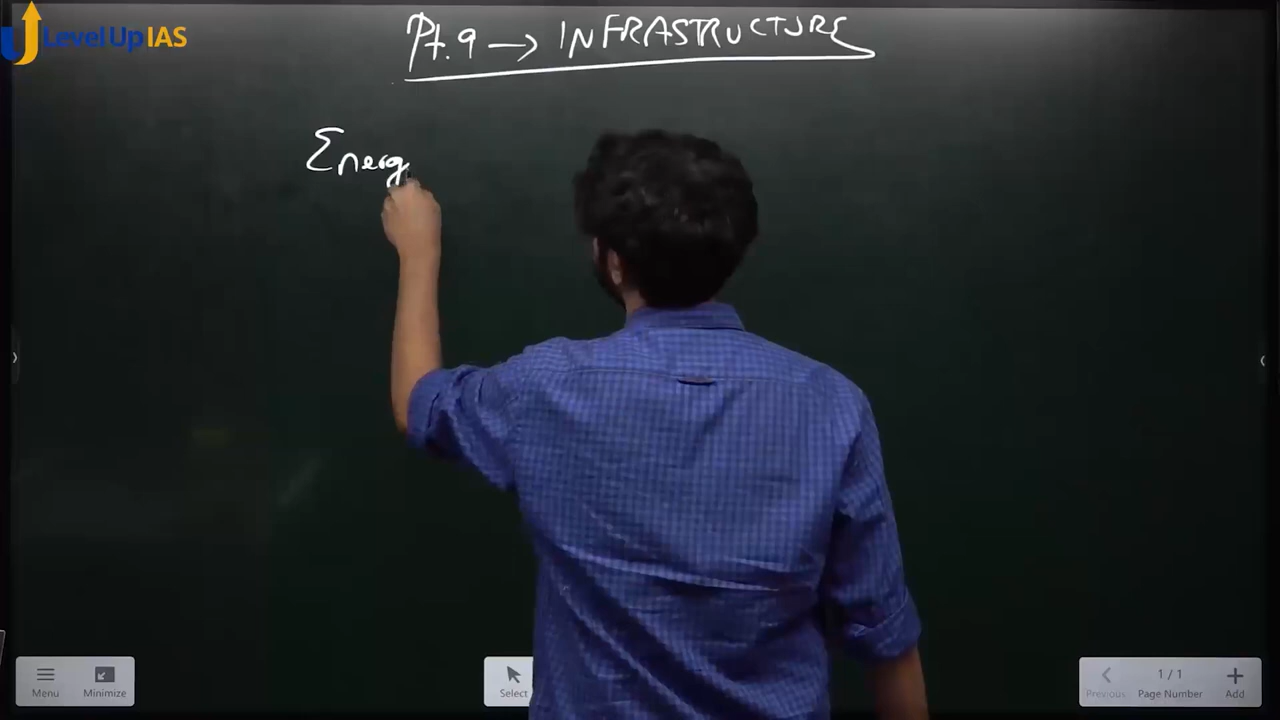 LevelUp IAS
Pt.9 → INFRASTRUCTURE
Energ
Menu
Minimize
Select
Previous
1/1
Page Number
Add